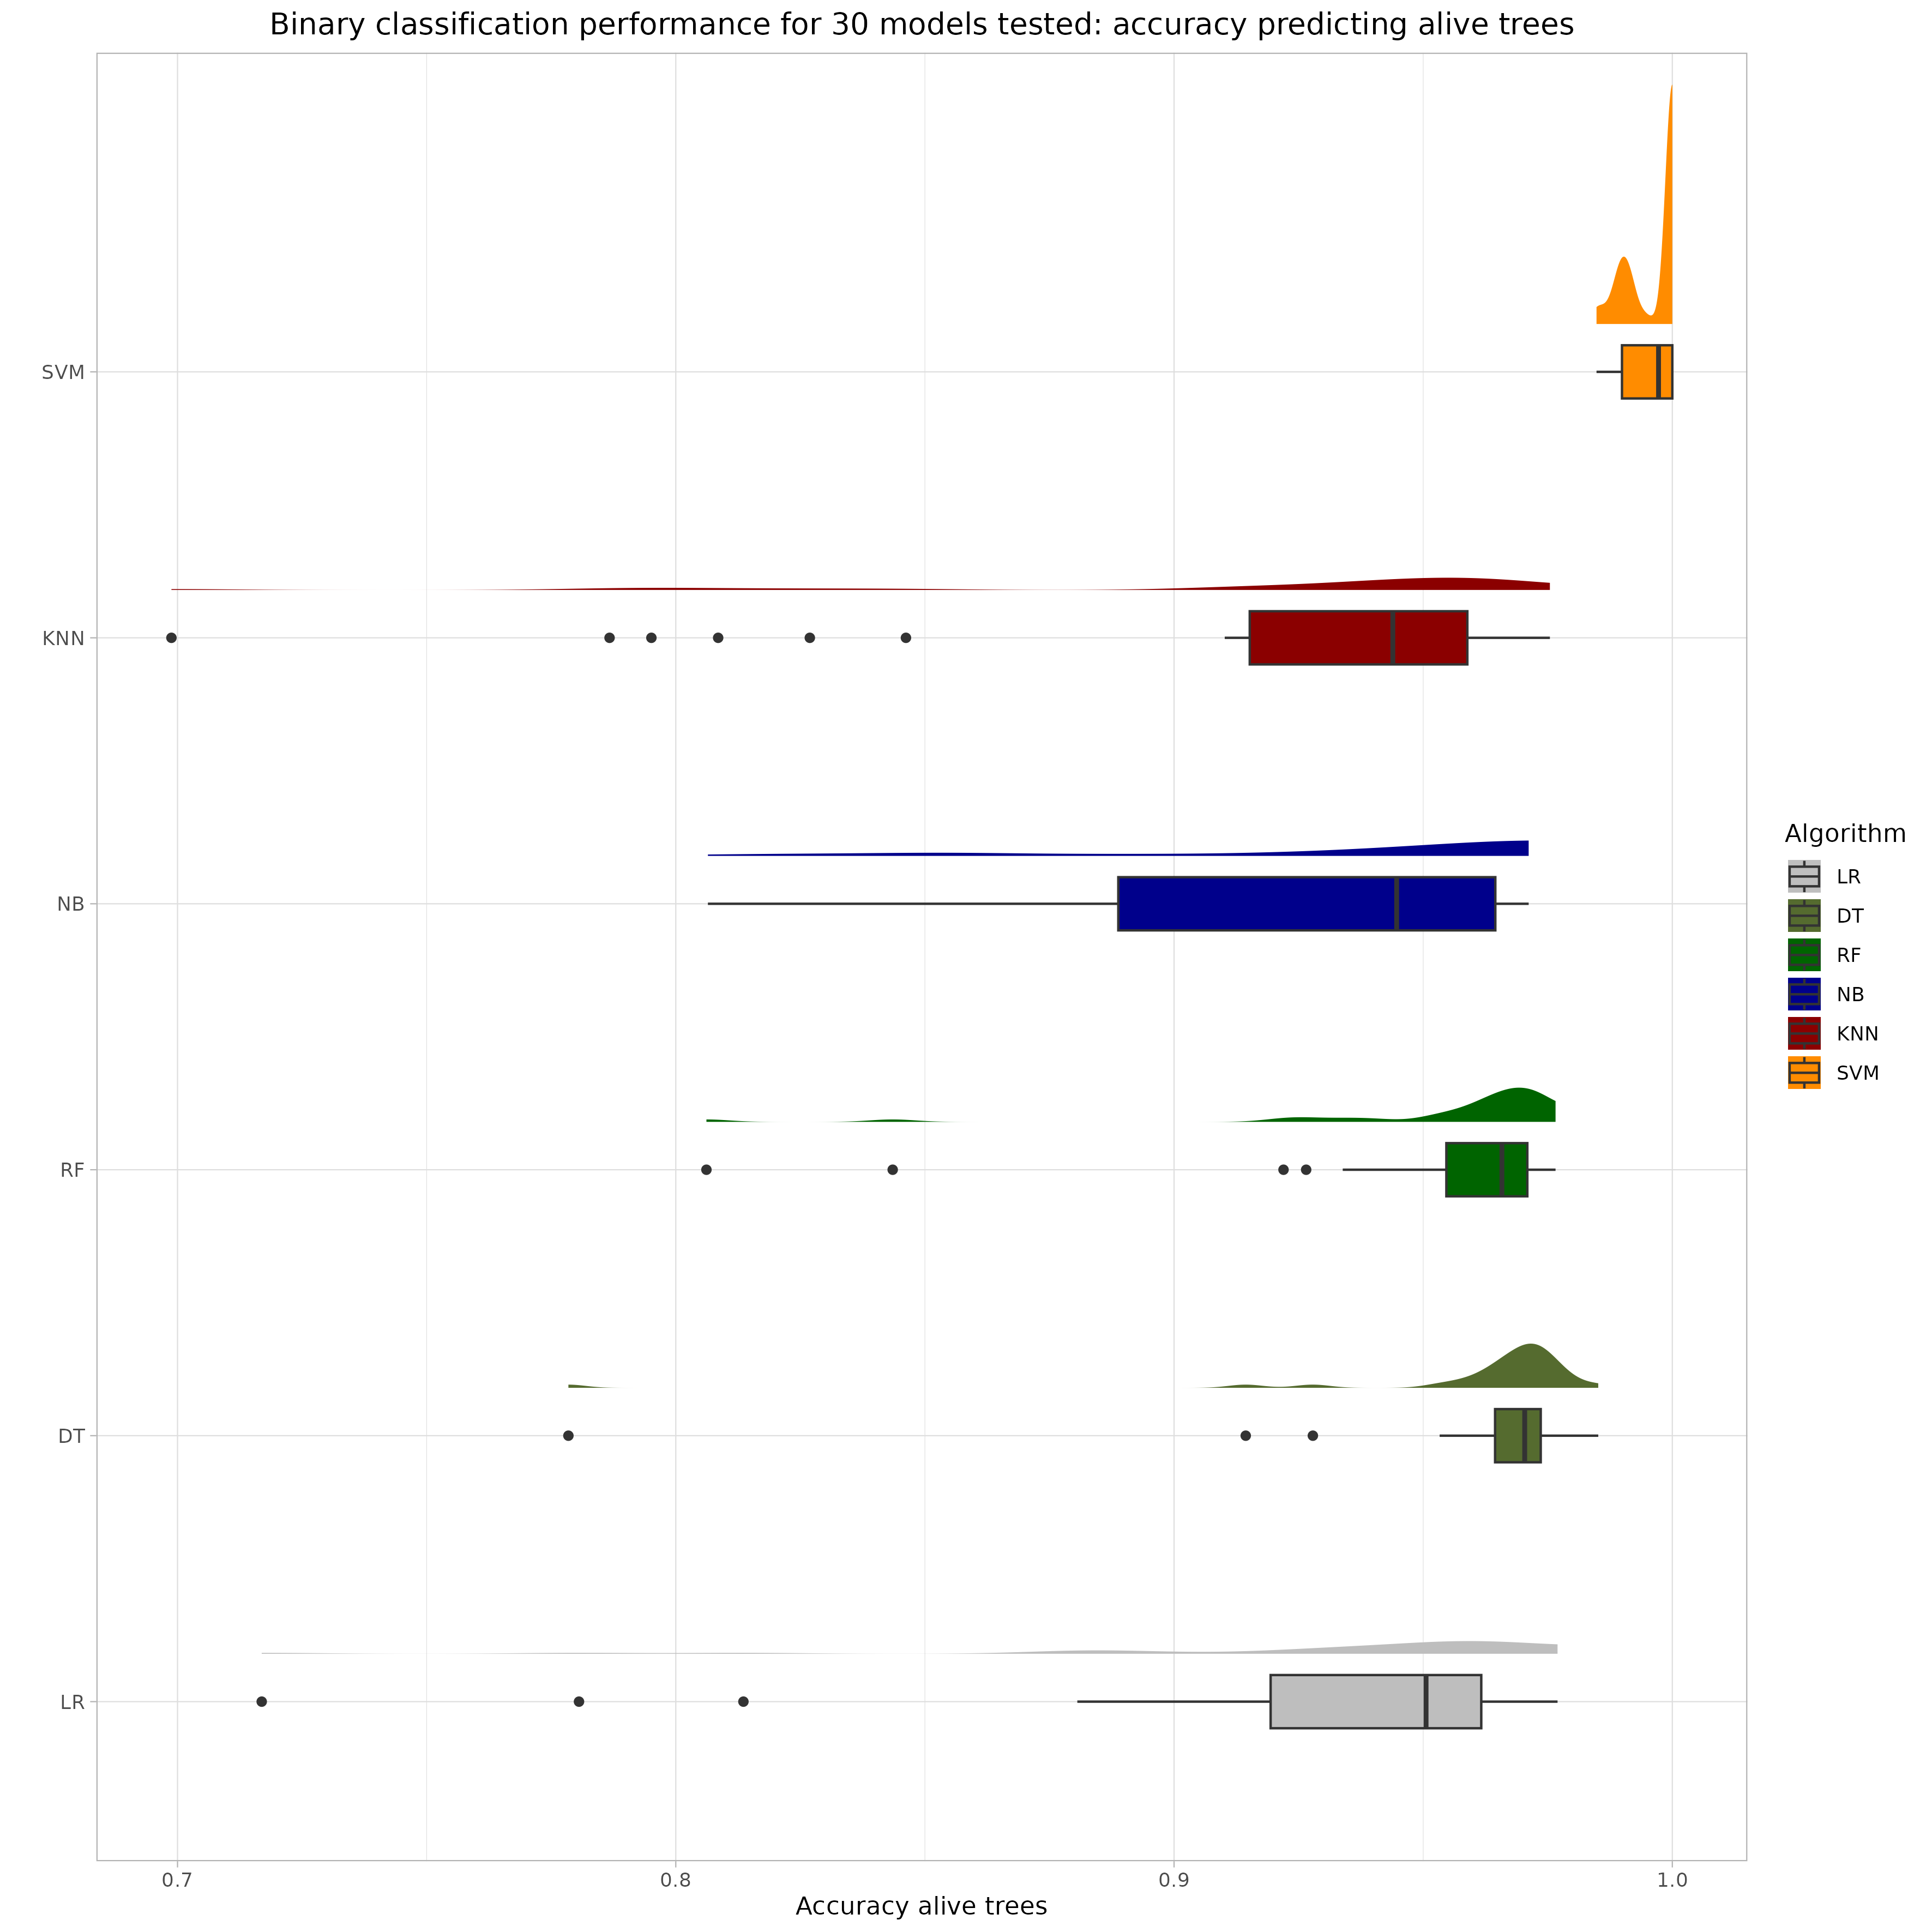 Binary classification performance for 30 models tested: accuracy predicting alive trees
SVM
KNN
NB
RF
DT
LR
0.7
0.8
0.9
1.0
Accuracy alive trees
Algorithm
LR
DT
RF
NB
KNN
SVM